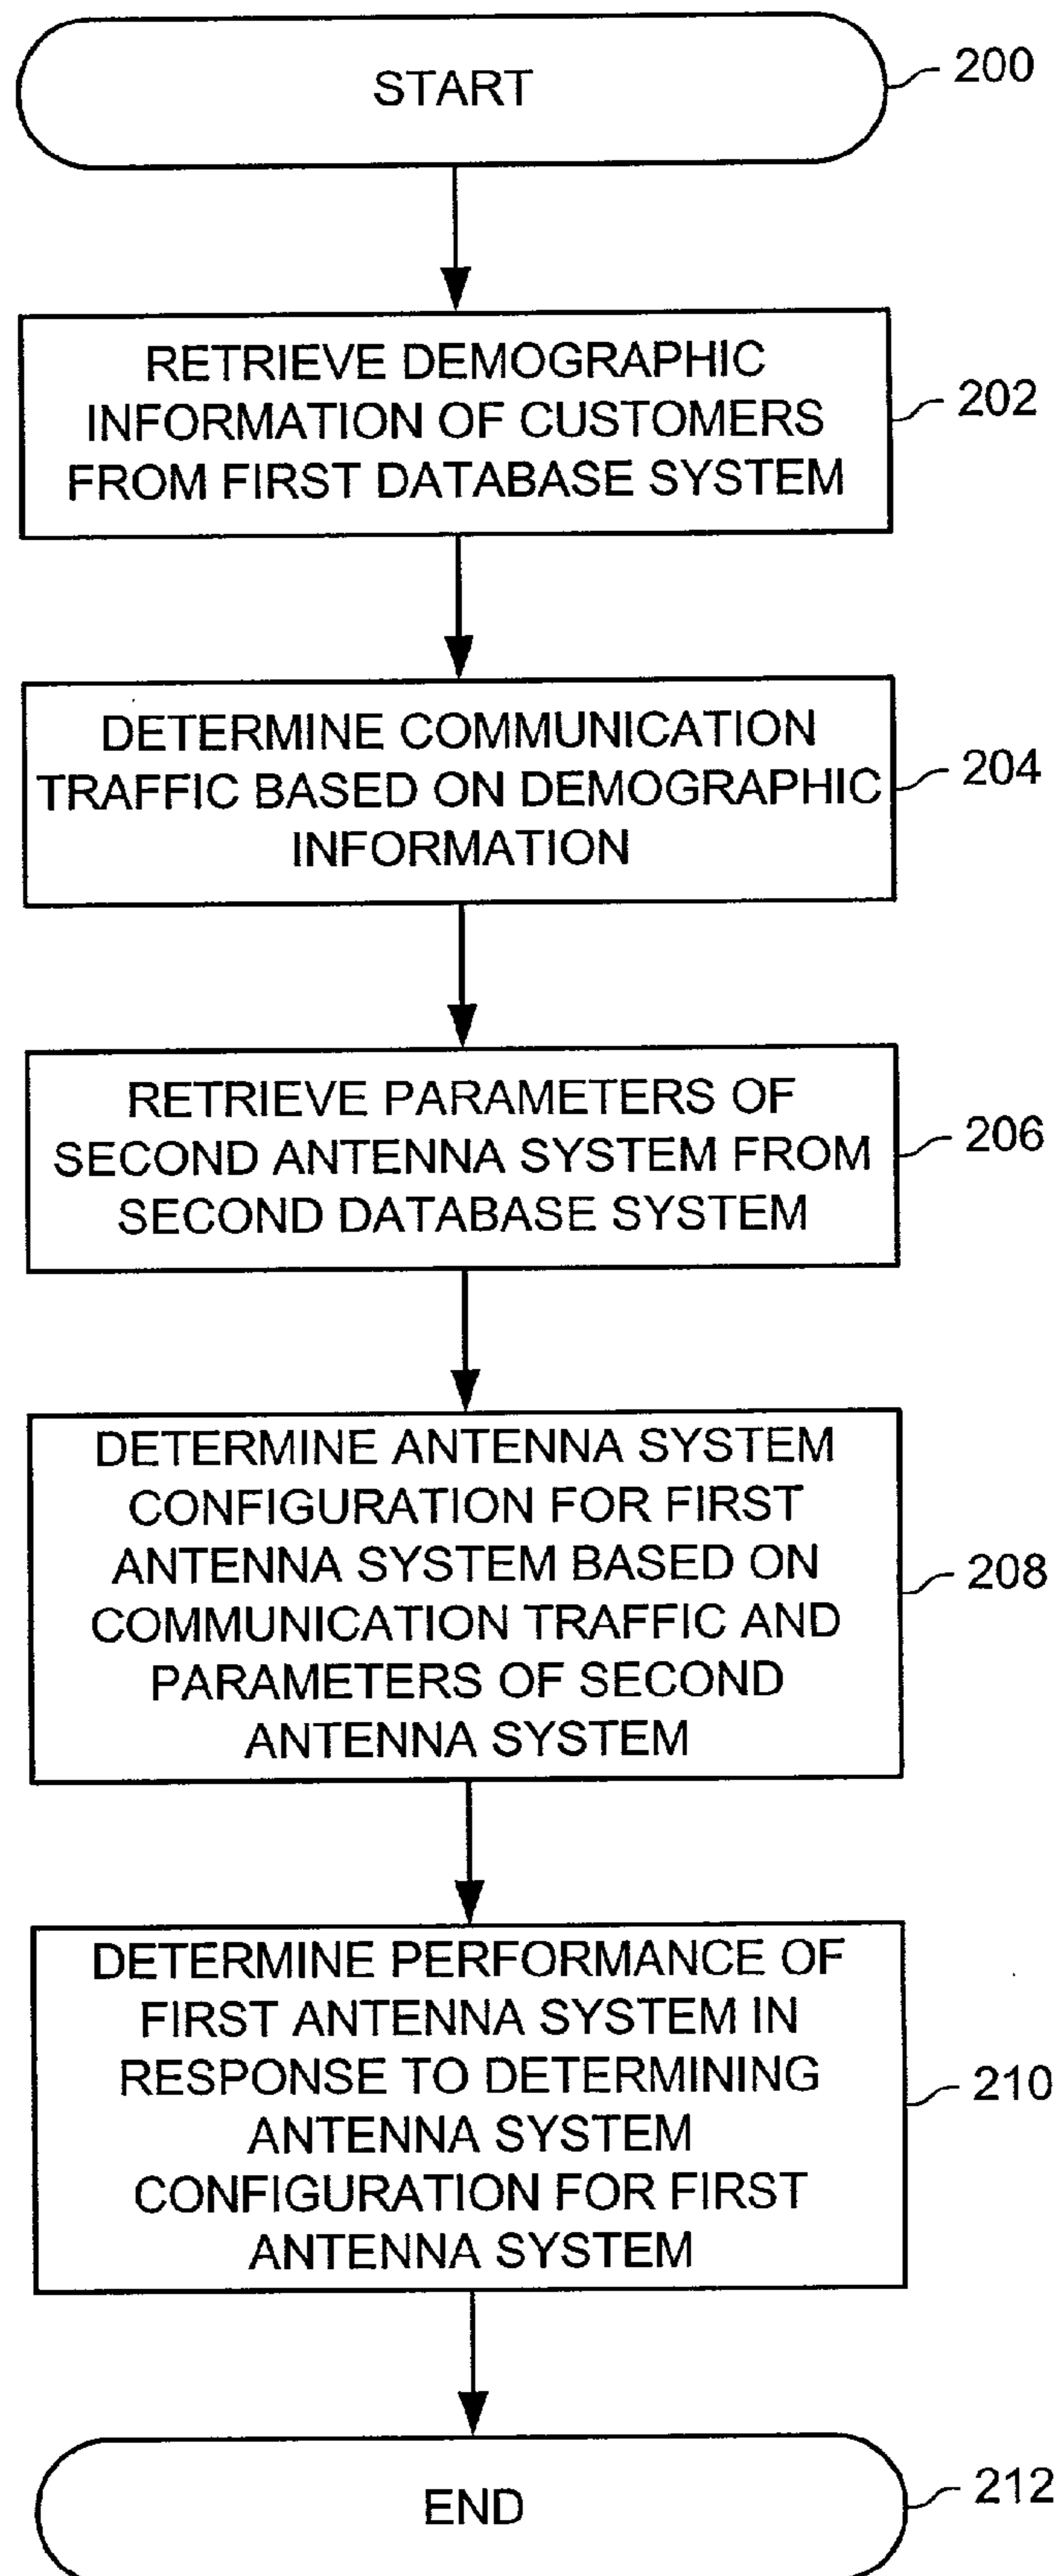 START
200
RETRIEVE DEMOGRAPHIC
INFORMATION OF CUSTOMERS
FROM FIRST DATABASE SYSTEM
202
DETERMINE COMMUNICATION
TRAFFIC BASED ON DEMOGRAPHIC
INFORMATION
204
RETRIEVE PARAMETERS OF
SECOND ANTENNA SYSTEM FROM
SECOND DATABASE SYSTEM
206
DETERMINE ANTENNA SYSTEM
CONFIGURATION FOR FIRST
ANTENNA SYSTEM BASED ON
COMMUNICATION TRAFFIC AND
PARAMETERS OF SECOND
ANTENNA SYSTEM
208
DETERMINE PERFORMANCE OF
FIRST ANTENNA SYSTEM IN
RESPONSE TO DETERMINING
ANTENNA SYSTEM
CONFIGURATION FOR FIRST
ANTENNA SYSTEM
210
END
212